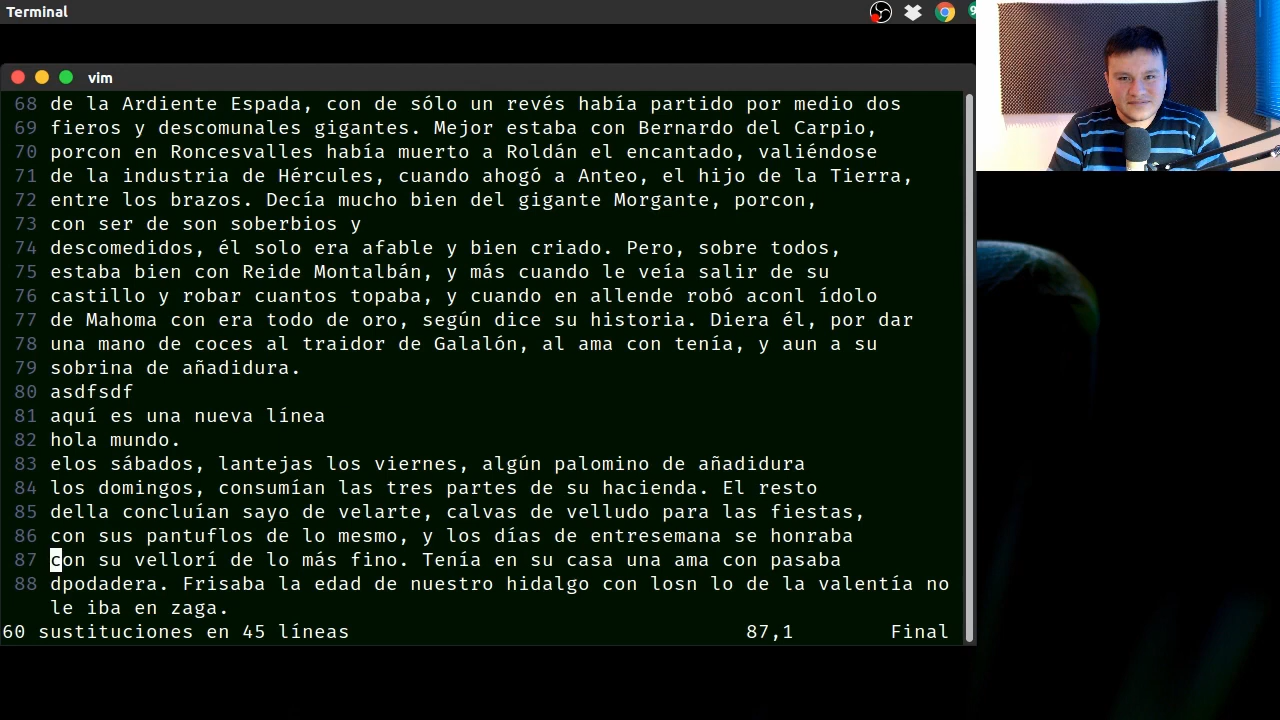 Terminal
9
vim
68 de la Ardiente Espada, con de sólo un revés había partido por medio dos
69 fieros y descomunales gigantes. Mejor estaba con Bernardo del Carpio,
70 porcon en Roncesvalles había muerto a Roldán el encantado, valiéndose
71 de la industria de Hércules, cuando ahogó a Anteo, el hijo de la Tierra,
72 entre los brazos. Decía mucho bien del gigante Morgante, porcon,
73 con ser de son soberbios y
74 descomedidos, él solo era afable y bien criado. Pero, sobre todos,
75 estaba bien con Reide Montalbán, y más cuando le veía salir de su
76 castillo y robar cuantos topaba, y cuando en allende robó aconl ídolo
77 de Mahoma con era todo de oro, según dice su historia. Diera él, por dar
78 una mano de coces al traidor de Galalón, al ama con tenía, y aun a su
79 sobrina de añadidura.
80 asdfsdf
81 aquí es una nueva línea
82 hola mundo.
83 elos sábados, lantejas los viernes, algún palomino de añadidura
84 los domingos, consumían las tres partes de su hacienda. El resto
85 della concluían sayo de velarte, calvas de velludo para las fiestas,
86 con sus pantuflos de lo mesmo, y los días de entresemana se honraba
87 con su vellorí de lo más fino. Tenía en su casa una ama con pasaba
88 dpodadera. Frisaba la edad de nuestro hidalgo con losn lo de la valentía no
le iba en zaga.
60 sustituciones en 45 líneas 87,1 Final